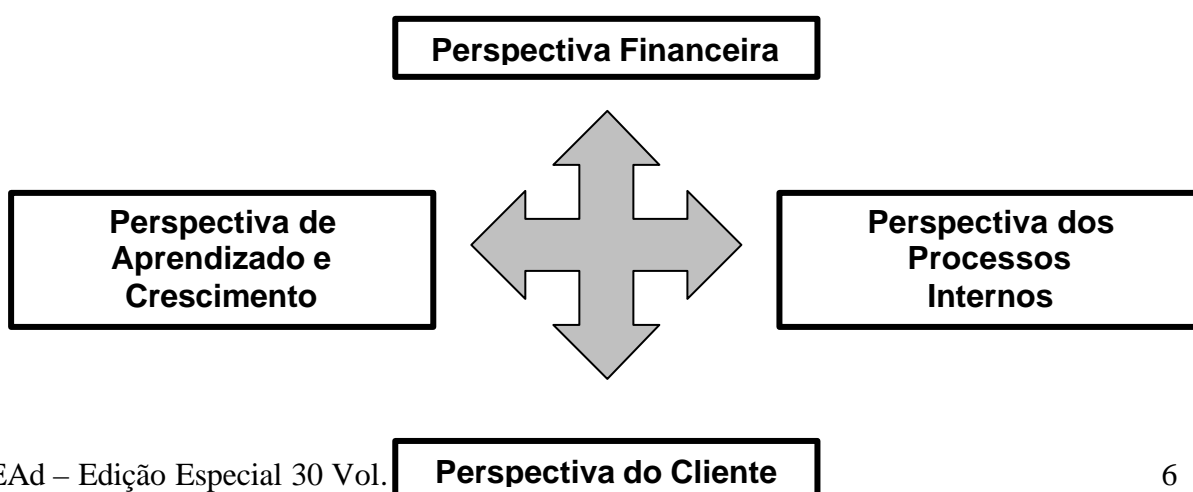 Perspectiva Financeira
Perspectiva de
Aprendizado e
Crescimento
Perspectiva dos
Processos
Internos
EAd – Edição Especial 30 Vol.
Perspectiva do Cliente
6